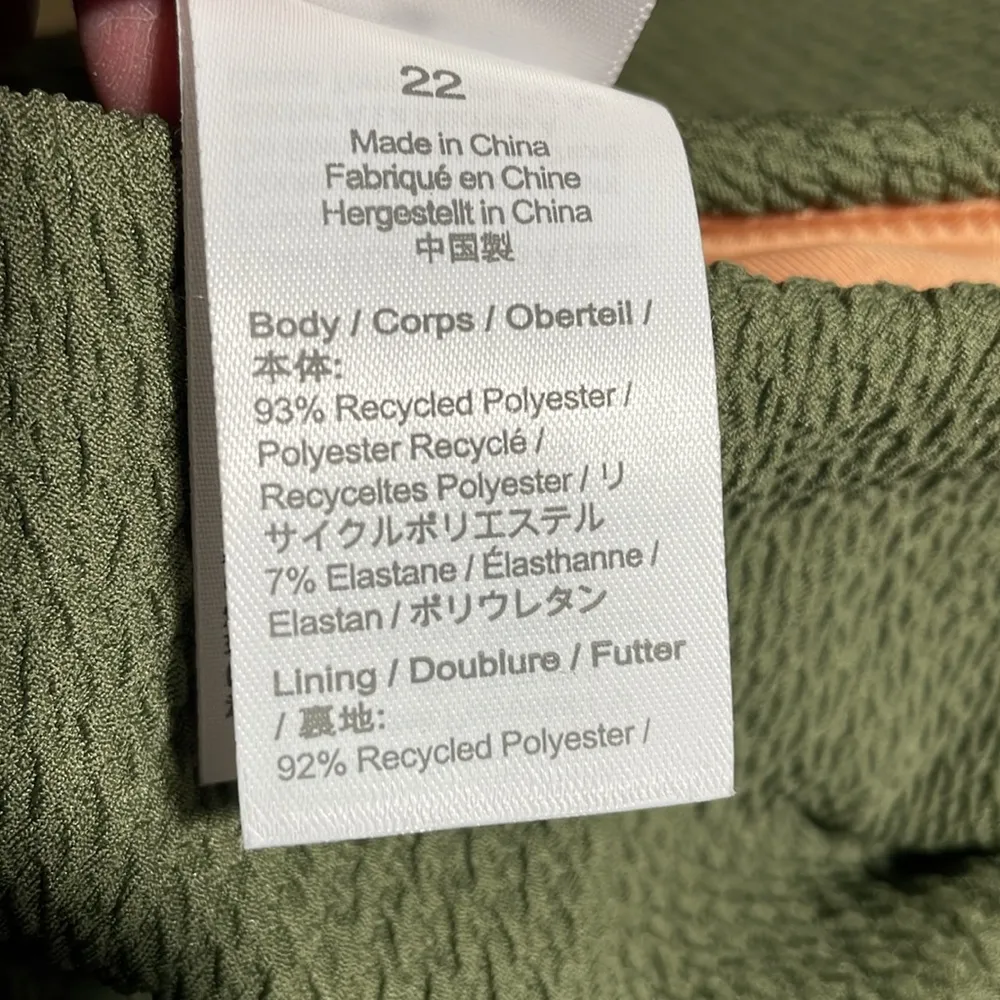 22
Made in China
Fabriqué en Chine
Hergestellt in China
中国製
Body / Corps / Oberteil /
本体:
93% Recycled Polyester /
Polyester Recyclé /
Recyceltes Polyester / リ
サイクルポリエステル
7% Elastane / Élasthanne /
Elastan / ポリウレタン
Lining / Doublure / Futter
/ 裏地:
92% Recycled Polyester /